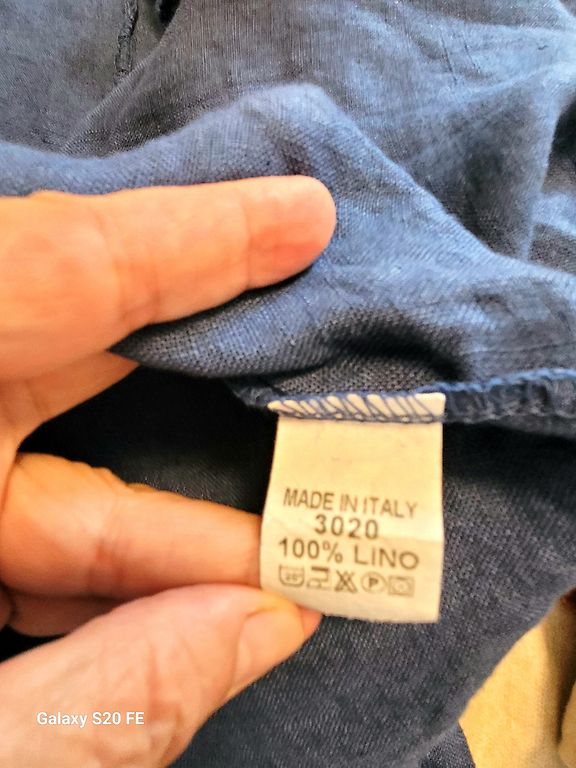 MADE IN ITALY
3020
100% LINO
P
Galaxy S20 FE